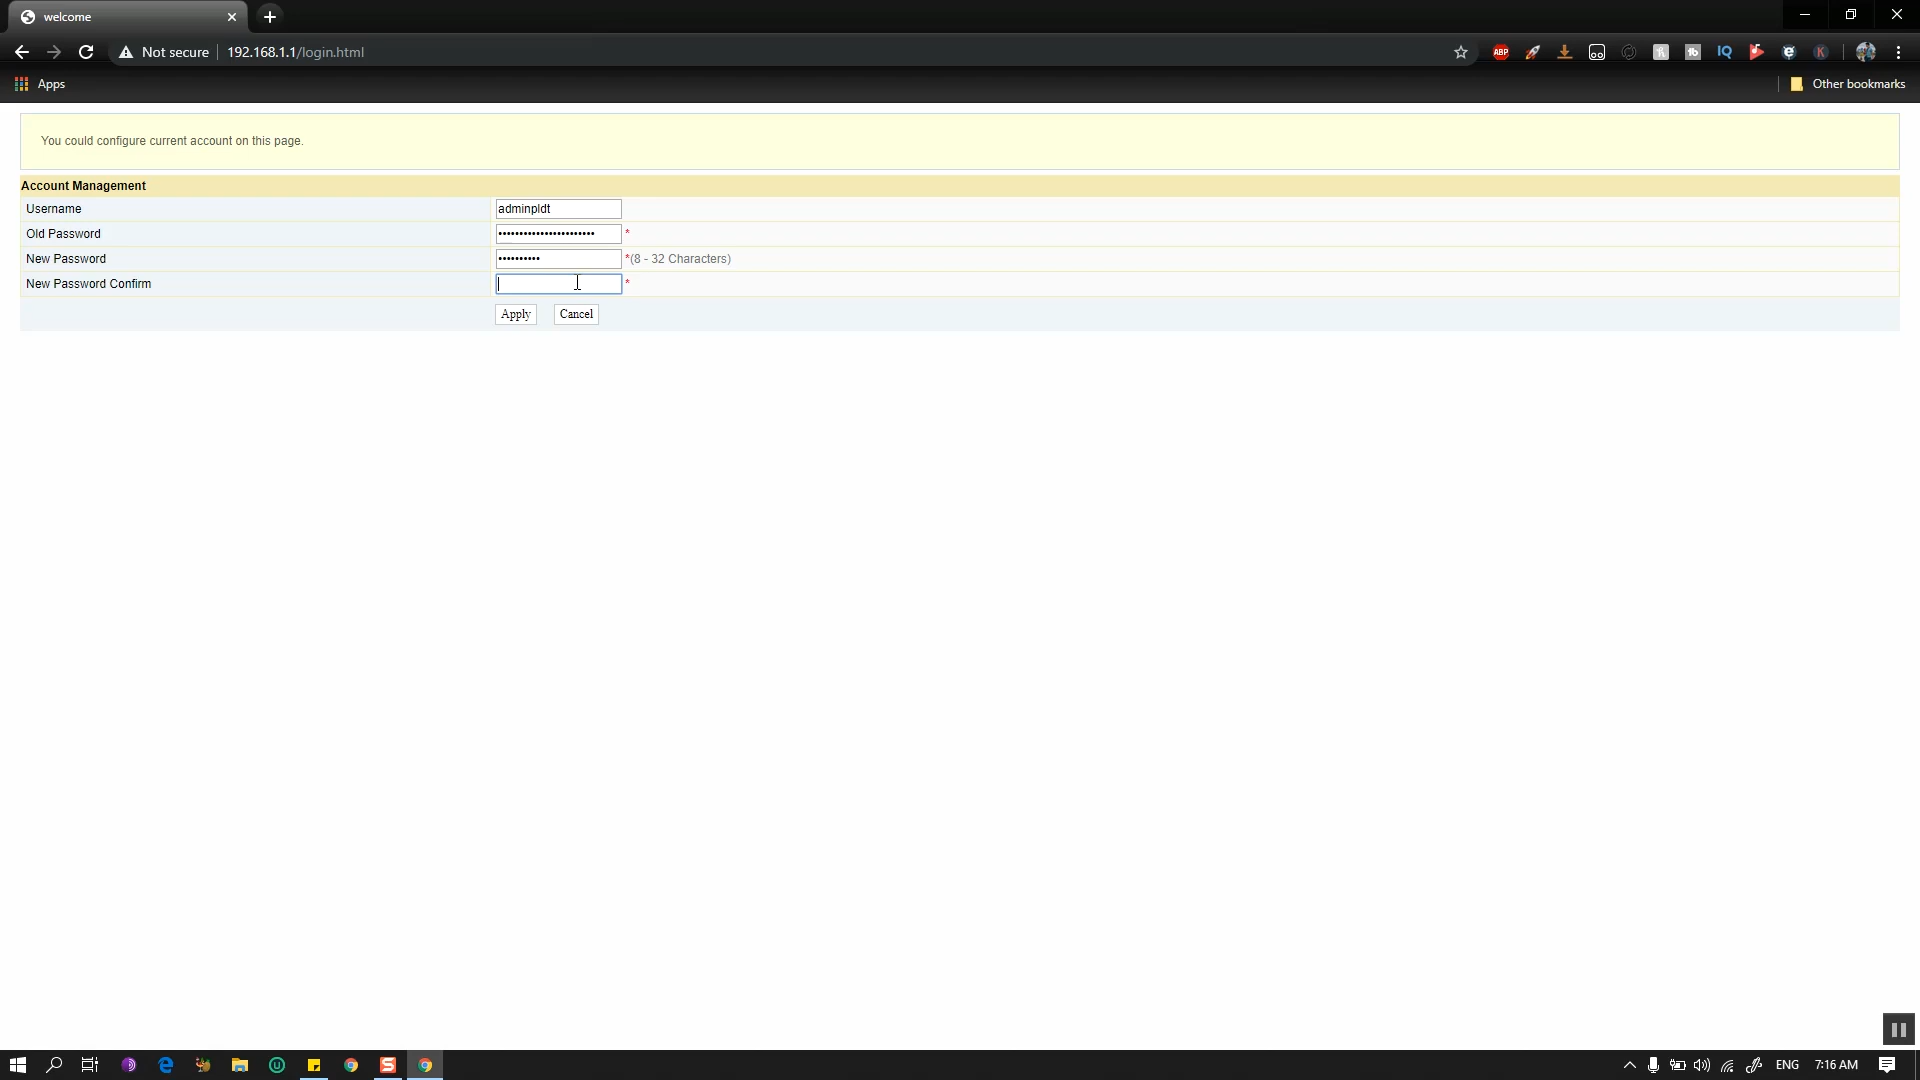 welcome
Not secure
192.168.1.1/login.html
ABP
IQ
K
Apps
Other bookmarks
You could configure current account on this page.
Account Management
Username
adminpldt
Old Password
•••••••••••••••••••••••
*
New Password
••••••••••
*(8 - 32 Characters)
New Password Confirm
*
Apply
Cancel
ENG
7:16 AM